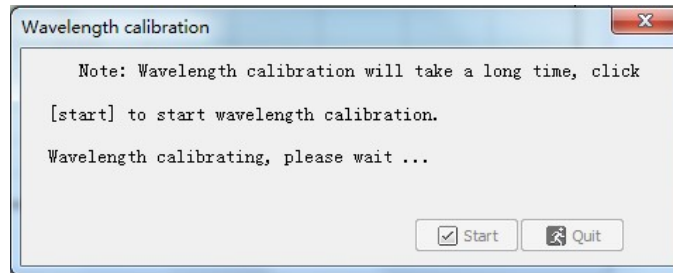 Wavelength calibration
Note: Wavelength calibration will take a long time, click
[start] to start wavelength calibration.
Wavelength calibrating, please wait ...
Start Quit